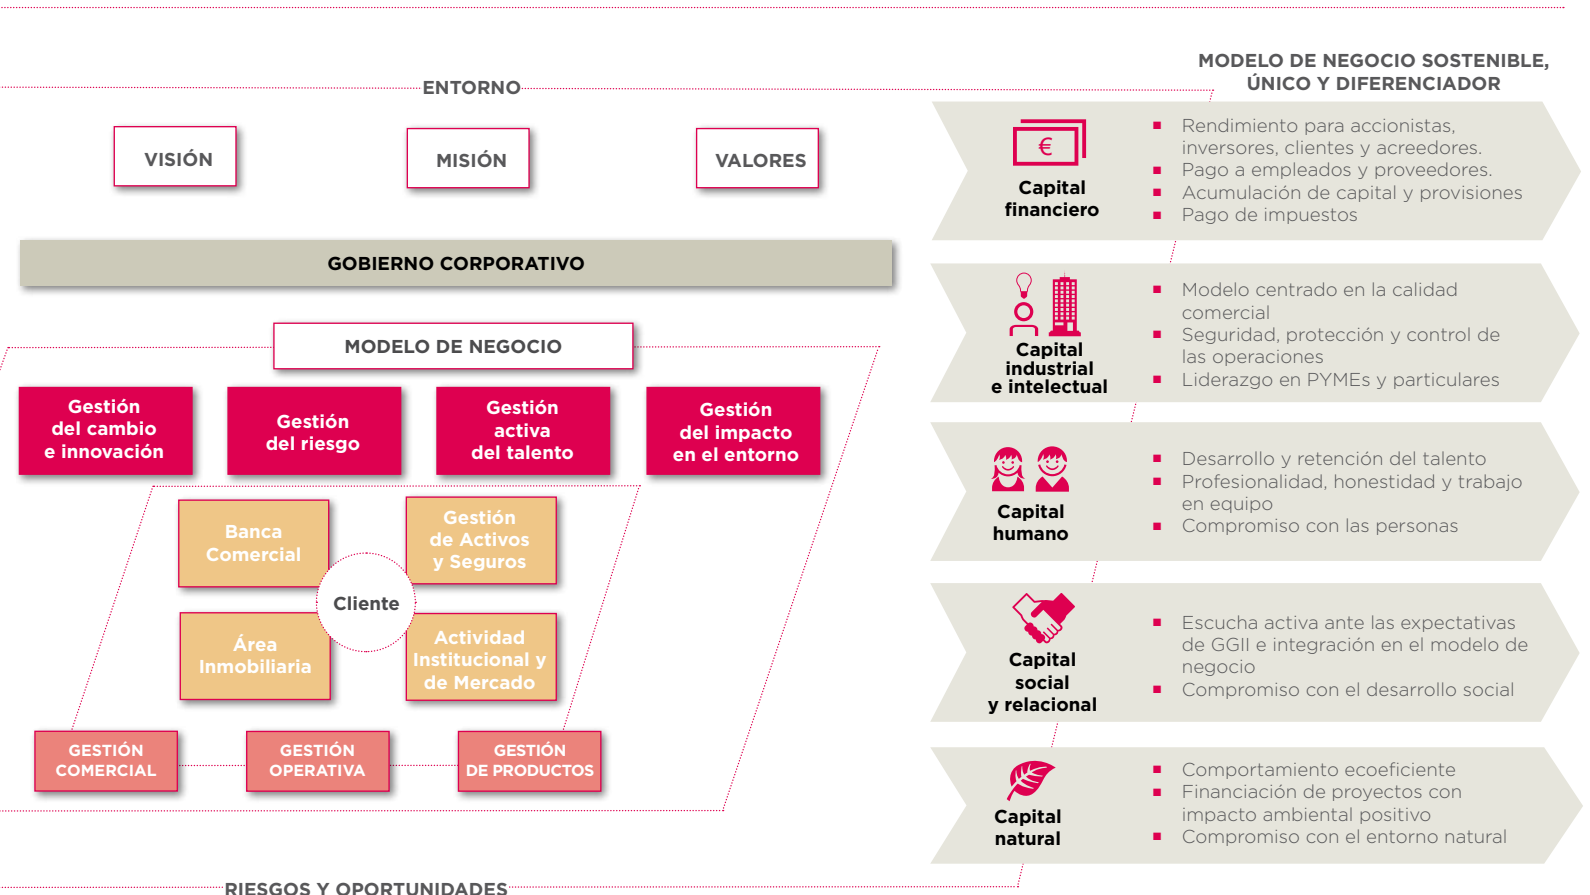 ENTORNO
VISIÓN
MISIÓN
VALORES
GOBIERNO CORPORATIVO
MODELO DE NEGOCIO
Gestión
del cambio
e innovación
Gestión
del riesgo
Gestión
activa
del talento
Gestión
del impacto
en el entorno
Banca
Comercial
Gestión
de Activos
y Seguros
Cliente
Área
Inmobiliaria
Actividad
Institucional y
de Mercado
GESTIÓN
COMERCIAL
GESTIÓN
OPERATIVA
GESTIÓN
DE PRODUCTOS
RIESGOS Y OPORTUNIDADES
MODELO DE NEGOCIO SOSTENIBLE,
ÚNICO Y DIFERENCIADOR
€
Capital
financiero
▪ Rendimiento para accionistas,
inversores, clientes y acreedores.
▪ Pago a empleados y proveedores.
▪ Acumulación de capital y provisiones
▪ Pago de impuestos
Capital
industrial
e intelectual
▪ Modelo centrado en la calidad
comercial
▪ Seguridad, protección y control de
las operaciones
▪ Liderazgo en PYMEs y particulares
Capital
humano
▪ Desarrollo y retención del talento
▪ Profesionalidad, honestidad y trabajo
en equipo
▪ Compromiso con las personas
Capital
social
y relacional
▪ Escucha activa ante las expectativas
de GGII e integración en el modelo de
negocio
▪ Compromiso con el desarrollo social
Capital
natural
▪ Comportamiento ecoeficiente
▪ Financiación de proyectos con
impacto ambiental positivo
▪ Compromiso con el entorno natural